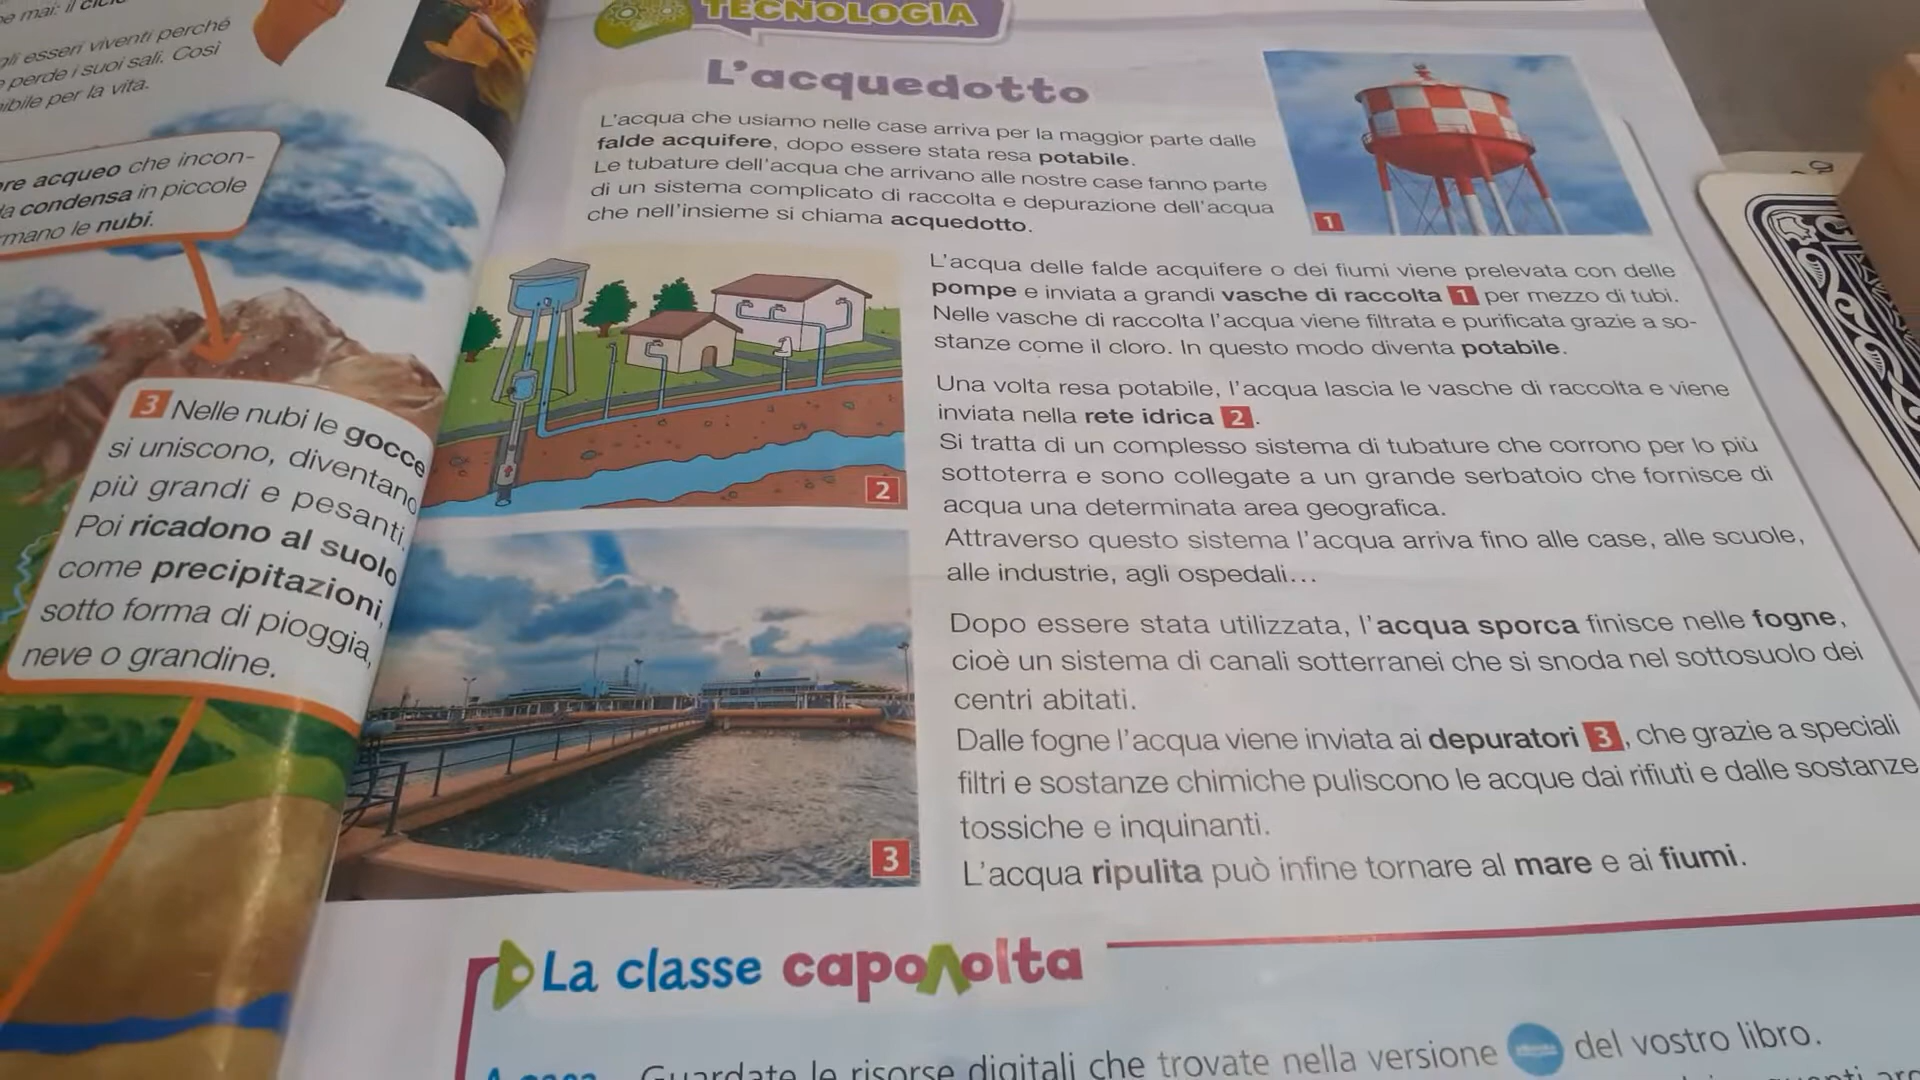 e mai: il ciclo
gli esseri viventi perché
e perde i suoi sali. Così
ibile per la vita.
acqueo che incon-
condensa in piccole
mano le nubi.
3 Nelle nubi le gocce
si uniscono, diventano
più grandi e pesanti.
Poi ricadono al suolo
come precipitazioni,
sotto forma di pioggia,
neve o grandine.
TECNOLOGIA
L'acquedotto
L'acqua che usiamo nelle case arriva per la maggior parte dalle
falde acquifere, dopo essere stata resa potabile.
Le tubature dell'acqua che arrivano alle nostre case fanno parte
di un sistema complicato di raccolta e depurazione dell'acqua
che nell'insieme si chiama acquedotto.
1
L'acqua delle falde acquifere o dei fiumi viene prelevata con delle
pompe e inviata a grandi vasche di raccolta 1 per mezzo di tubi.
Nelle vasche di raccolta l'acqua viene filtrata e purificata grazie a so-
stanze come il cloro. In questo modo diventa potabile.
Una volta resa potabile, l'acqua lascia le vasche di raccolta e viene
inviata nella rete idrica 2.
Si tratta di un complesso sistema di tubature che corrono per lo più
sottoterra e sono collegate a un grande serbatoio che fornisce di
acqua una determinata area geografica.
Attraverso questo sistema l'acqua arriva fino alle case, alle scuole,
alle industrie, agli ospedali...
2
Dopo essere stata utilizzata, l'acqua sporca finisce nelle fogne,
cioè un sistema di canali sotterranei che si snoda nel sottosuolo dei
centri abitati.
Dalle fogne l'acqua viene inviata ai depuratori 3, che grazie a speciali
filtri e sostanze chimiche puliscono le acque dai rifiuti e dalle sostanze
tossiche e inquinanti.
L'acqua ripulita può infine tornare al mare e ai fiumi.
3
La classe capovolta
Guardate le risorse digitali che trovate nella versione del vostro libro.